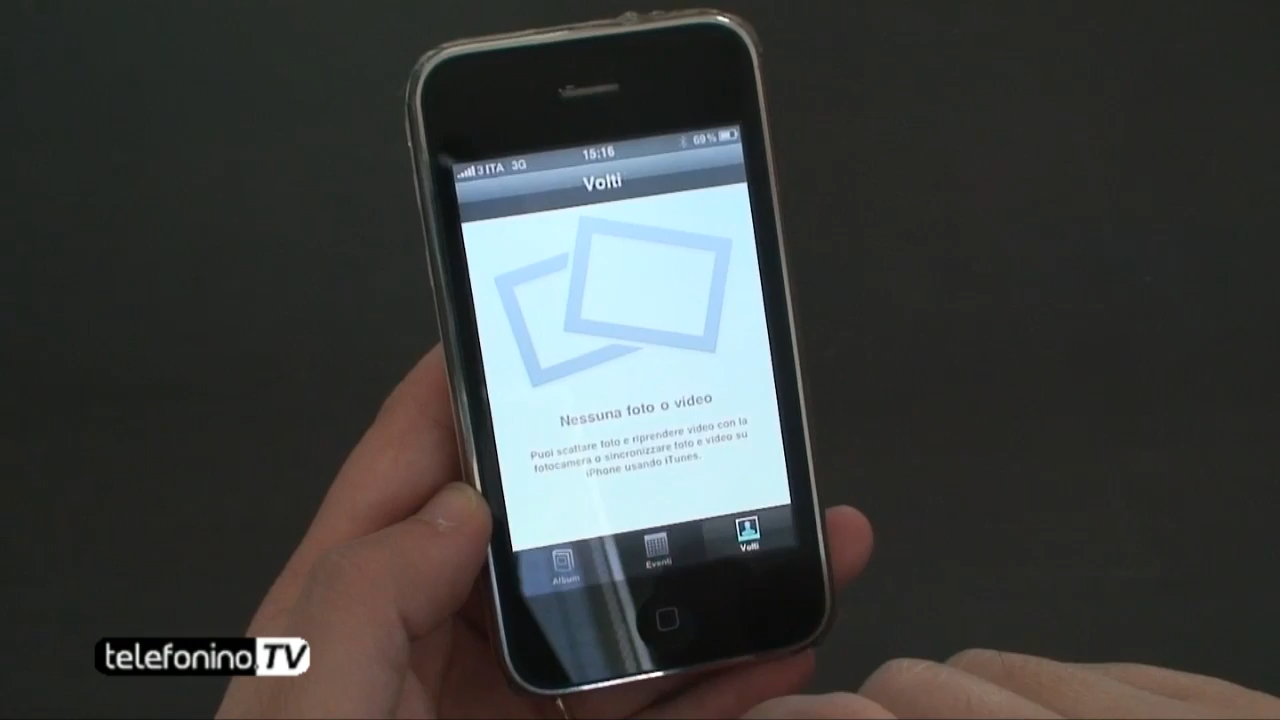 3 ITA 3G 15:16 69%
Volti
Nessuna foto o video
Puoi scattare foto e riprendere video con la
fotocamera o sincronizzare foto e video su
iPhone usando iTunes.
Album Eventi Volti
telefonino.TV